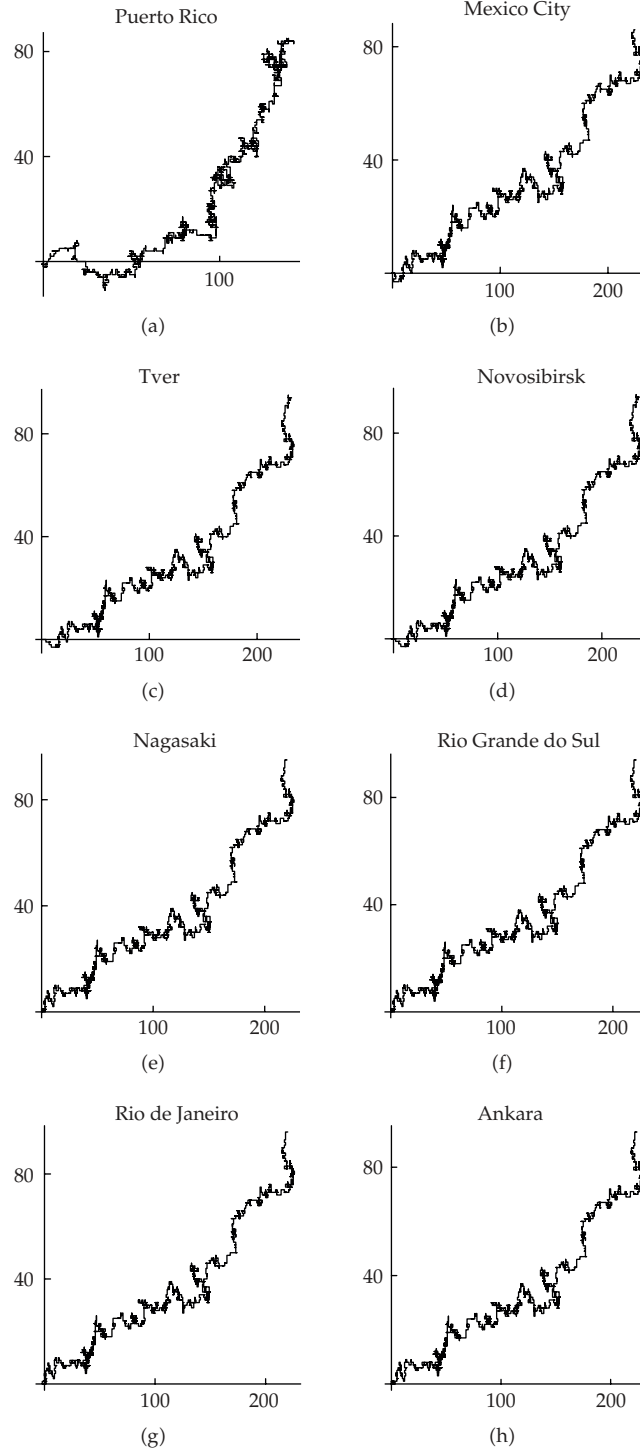 Puerto Rico
80
40
100
(a)
Mexico City
80
40
100 200
(b)
Tver
80
40
100 200
(c)
Novosibirsk
80
40
100 200
(d)
Nagasaki
80
40
100 200
(e)
Rio Grande do Sul
80
40
100 200
(f)
Rio de Janeiro
80
40
100 200
(g)
Ankara
80
40
100 200
(h)